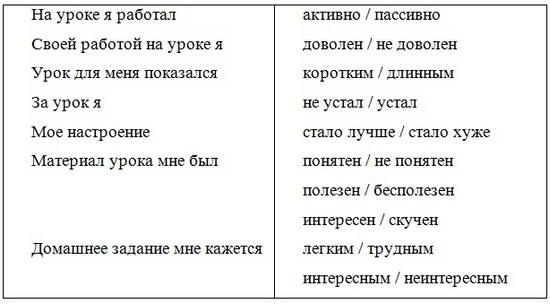 На уроке я работал активно / пассивно
Своей работой на уроке я доволен / не доволен
Урок для меня показался коротким / длинным
За урок я не устал / устал
Мое настроение стало лучше / стало хуже
Материал урока мне был понятен / не понятен
полезен / бесполезен
интересен / скучен
Домашнее задание мне кажется легким / трудным
интересным / неинтересным